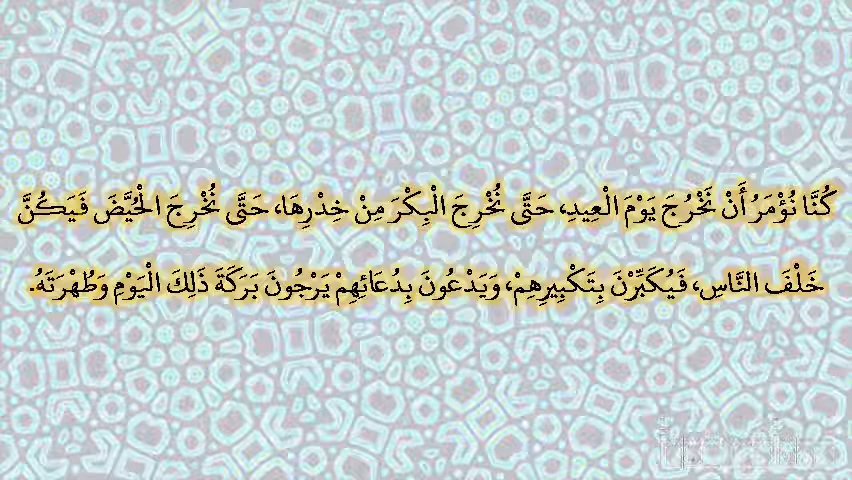 كُنَّا نُؤْمَرُ أَنْ نَخْرُجَ يَوْمَ الْعِيدِ، حَتَّى نُخْرِجَ الْبِكْرَ مِنْ خِدْرِهَا، حَتَّى نُخْرِجَ الْحُيَّضَ فَيَكُنَّ
خَلْفَ النَّاسِ، فَيُكَبِّرْنَ بِتَكْبِيرِهِمْ، وَيَدْعُونَ بِدُعَائِهِمْ يَرْجُونَ بَرَكَةَ ذَلِكَ الْيَوْمِ وَطُهْرَتَهُ.